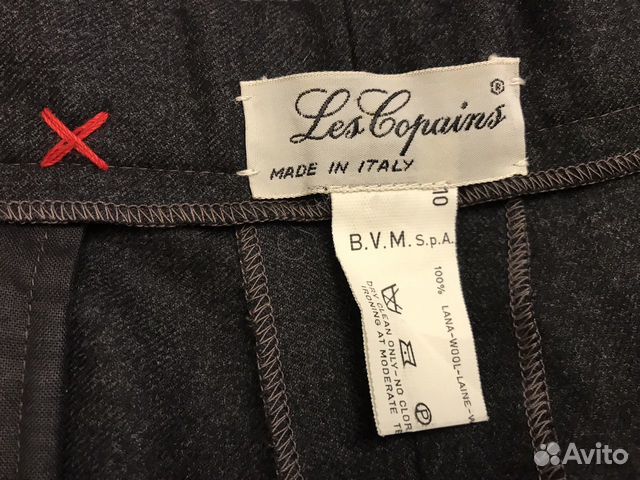 Les Copains ®
MADE IN ITALY
10
B.V.M. S.p.A.
100% LANA-WOOL-LAINE-W
DRY CLEAN ONLY-NO CLOR
IRONING AT MODERATE TE
P
Avito